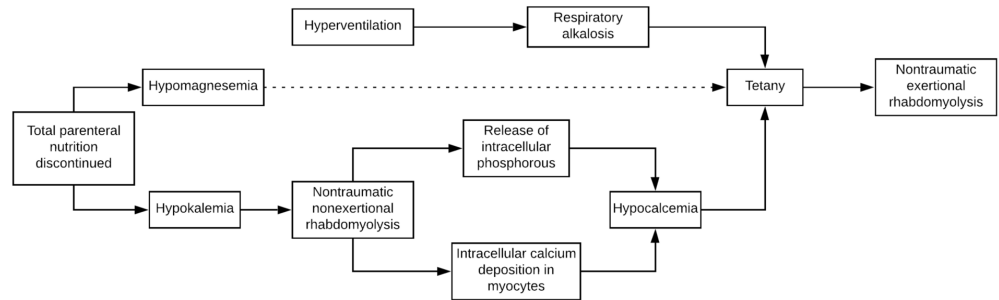 Hyperventilation
Respiratory
alkalosis
Hypomagnesemia
Tetany
Nontraumatic
exertional
rhabdomyolysis
Total parenteral
nutrition
discontinued
Release of
intracellular
phosphorous
Hypokalemia
Nontraumatic
nonexertional
rhabdomyolysis
Hypocalcemia
Intracellular calcium
deposition in
myocytes